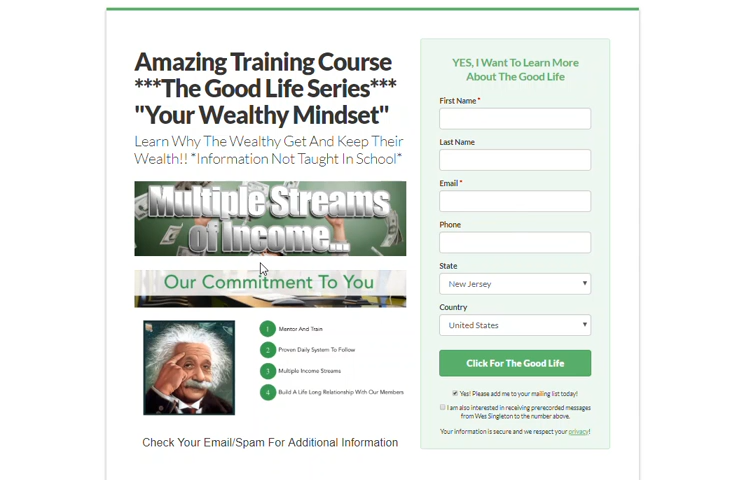 Amazing Training Course
***The Good Life Series***
"Your Wealthy Mindset"
Learn Why The Wealthy Get And Keep Their
Wealth!! *Information Not Taught In School*
Multiple Streams
of Income...
Our Commitment To You
1 Mentor And Train
2 Proven Daily System To Follow
3 Multiple Income Streams
4 Build A Life Long Relationship With Our Members
Check Your Email/Spam For Additional Information
YES, I Want To Learn More
About The Good Life
First Name *
Last Name
Email *
Phone
State
New Jersey
Country
United States
Click For The Good Life
Yes! Please add me to your mailing list today!
I am also interested in receiving prerecorded messages
from Wes Singleton to the number above.
Your information is secure and we respect your privacy!